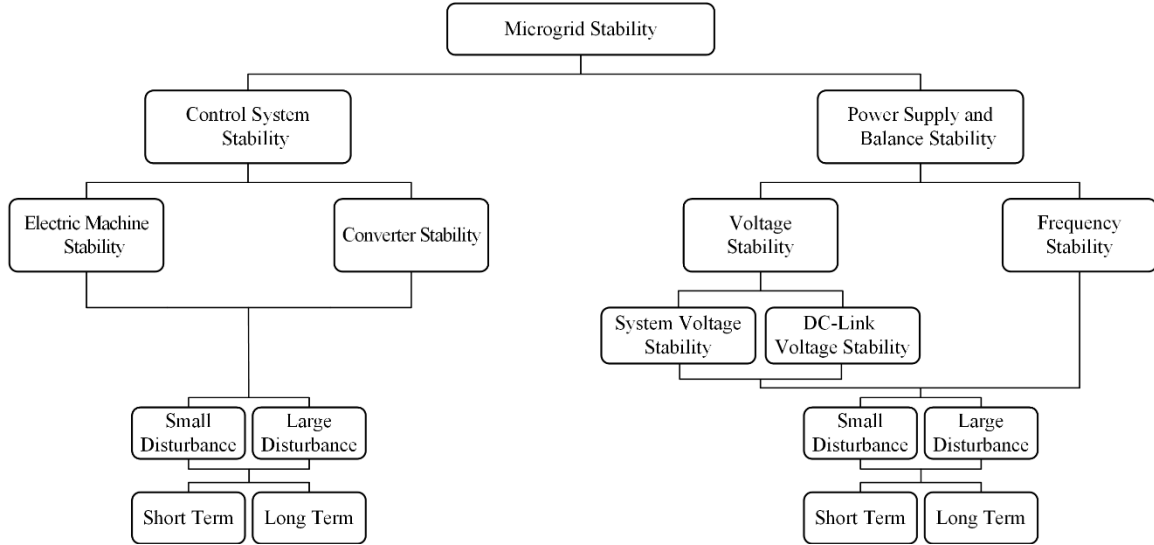 Microgrid Stability
Control System
Stability
Power Supply and
Balance Stability
Electric Machine
Stability
Converter Stability
Voltage
Stability
Frequency
Stability
System Voltage
Stability
DC-Link
Voltage Stability
Small
Disturbance
Large
Disturbance
Small
Disturbance
Large
Disturbance
Short Term
Long Term
Short Term
Long Term